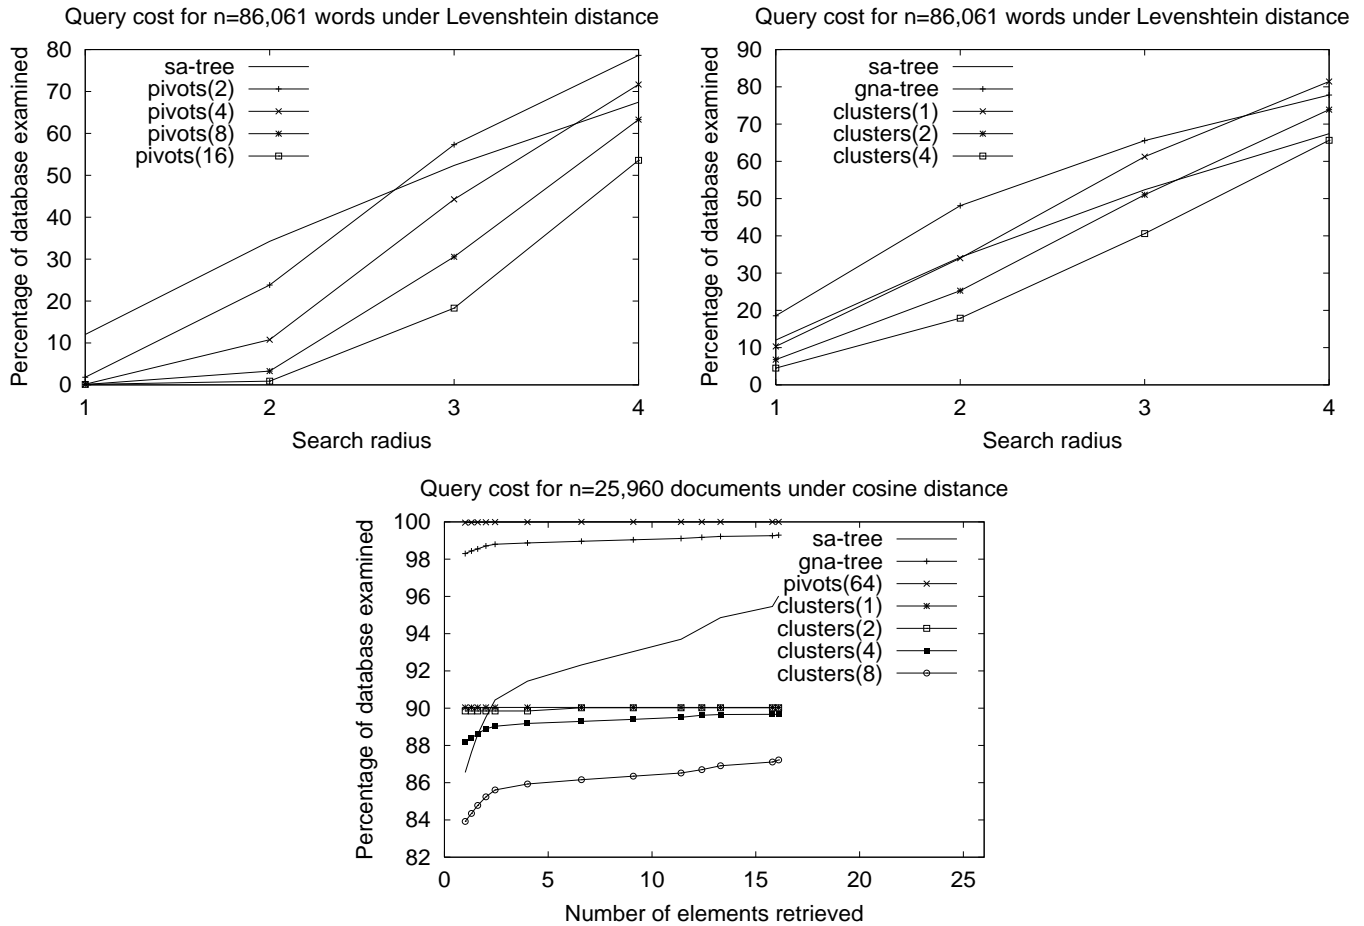 Query cost for n=86,061 words under Levenshtein distance
Percentage of database examined
80
70
60
50
40
30
20
10
0
sa-tree
pivots(2)
pivots(4)
pivots(8)
pivots(16)
1 2 3 4
Search radius
Query cost for n=86,061 words under Levenshtein distance
Percentage of database examined
90
80
70
60
50
40
30
20
10
0
sa-tree
gna-tree
clusters(1)
clusters(2)
clusters(4)
1 2 3 4
Search radius
Query cost for n=25,960 documents under cosine distance
Percentage of database examined
100
98
96
94
92
90
88
86
84
82
sa-tree
gna-tree
pivots(64)
clusters(1)
clusters(2)
clusters(4)
clusters(8)
0 5 10 15 20 25
Number of elements retrieved